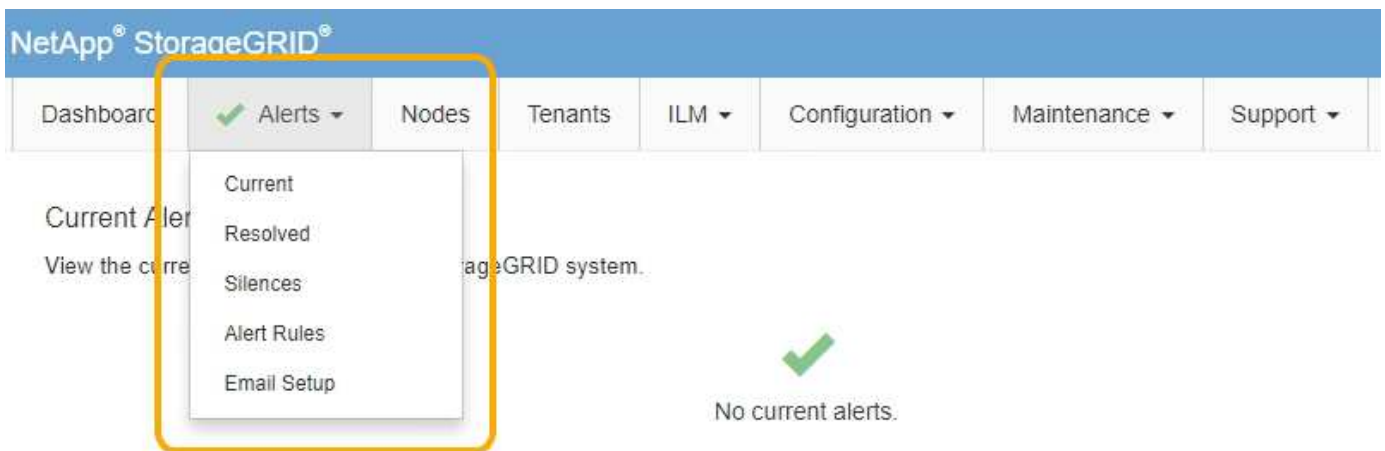 NetApp® StorageGRID®
Dashboard Alerts Nodes Tenants ILM Configuration Maintenance Support
Current
Resolved
Silences
Alert Rules
Email Setup
Current Aler
View the curre ageGRID system.
No current alerts.